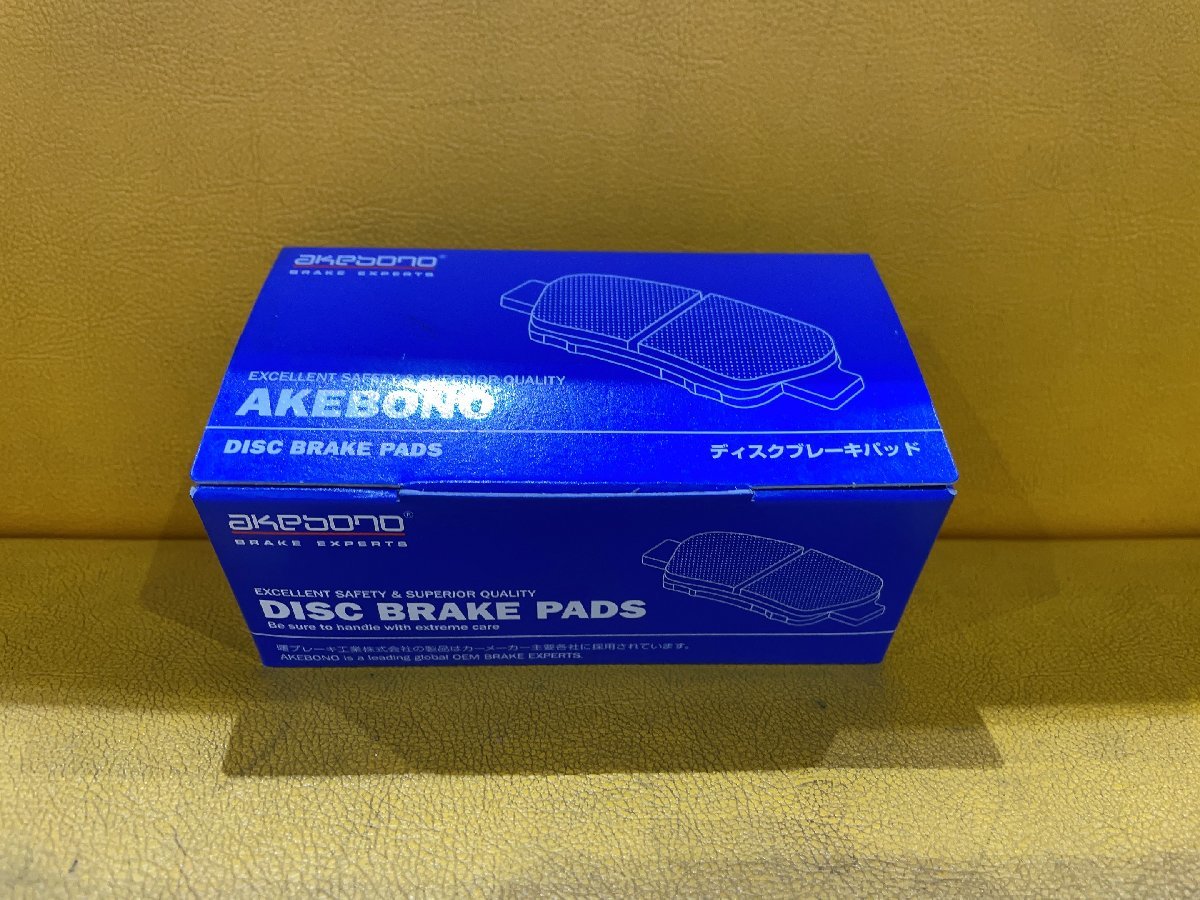 akebono®
BRAKE EXPERTS
EXCELLENT SAFETY & SUPERIOR QUALITY
AKEBONO
DISC BRAKE PADS
ディスクブレーキパッド
akebono®
BRAKE EXPERTS
EXCELLENT SAFETY & SUPERIOR QUALITY
DISC BRAKE PADS
Be sure to handle with extreme care
曙ブレーキ工業株式会社の製品はカーメーカー主要各社に採用されています。
AKEBONO is a leading global OEM BRAKE EXPERTS.